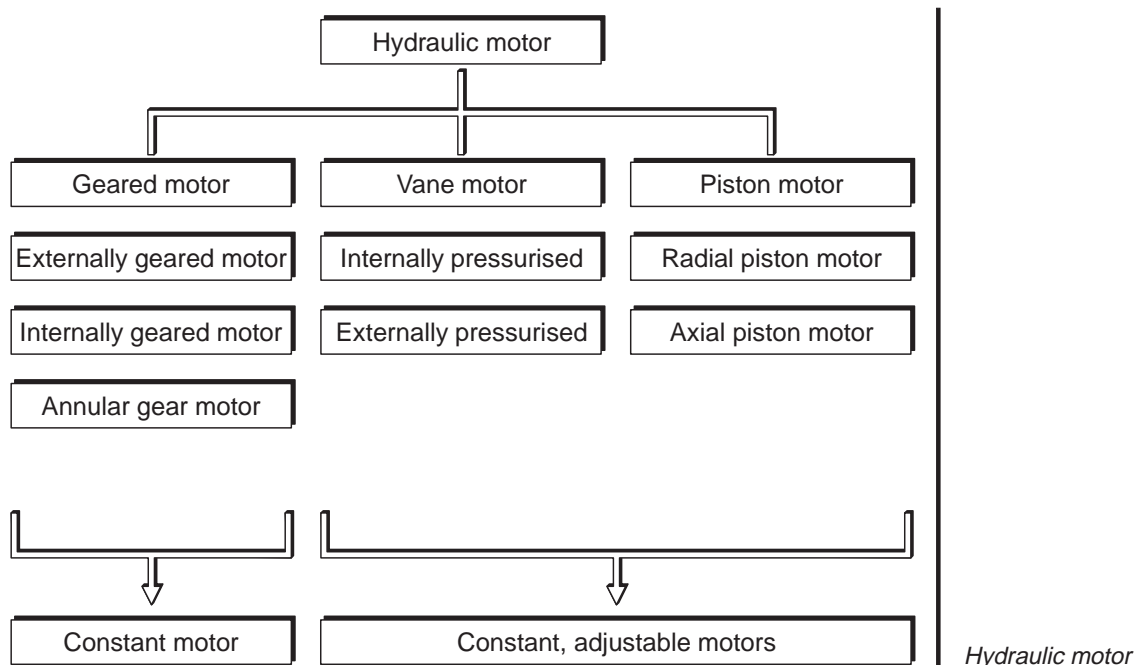 Hydraulic motor
Geared motor
Vane motor
Piston motor
Externally geared motor
Internally pressurised
Radial piston motor
Internally geared motor
Externally pressurised
Axial piston motor
Annular gear motor
Constant motor
Constant, adjustable motors
Hydraulic motor